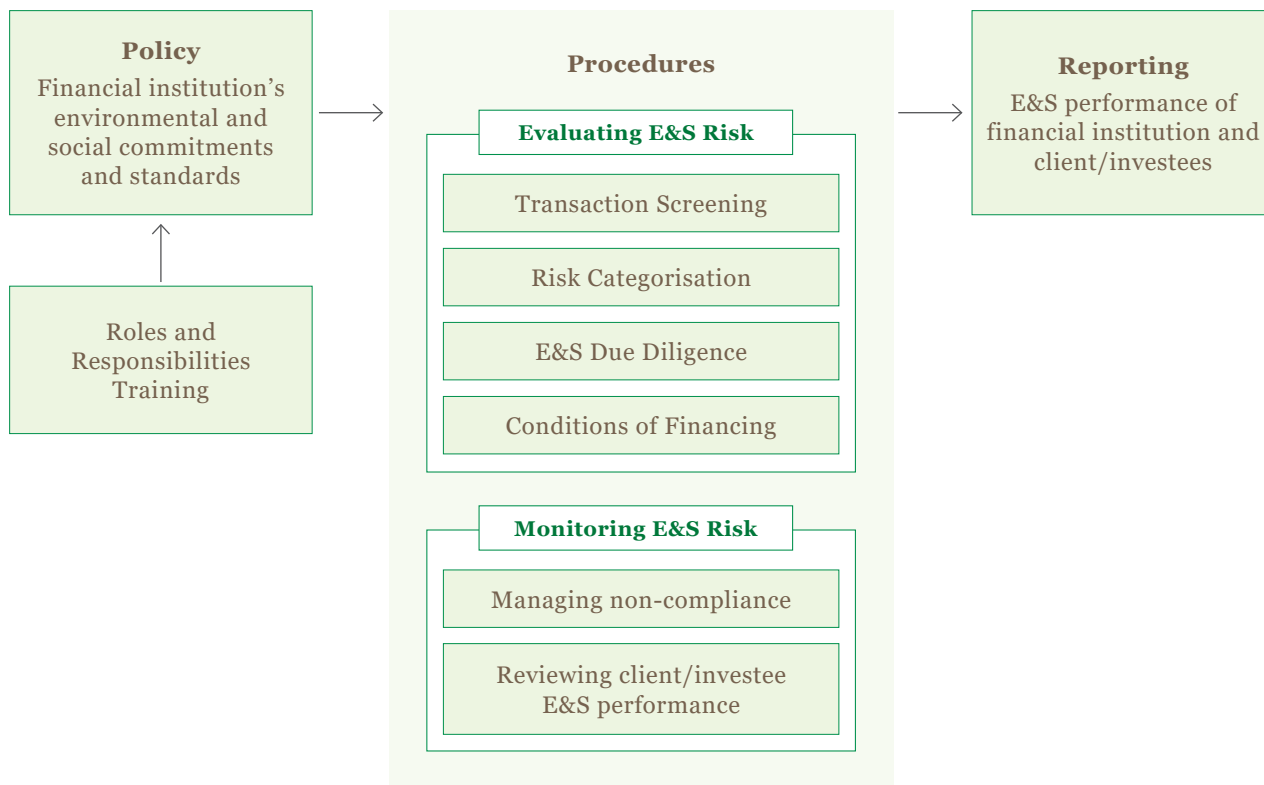 Policy
Financial institution’s
environmental and
social commitments
and standards
Roles and
Responsibilities
Training
Procedures
Evaluating E&S Risk
Transaction Screening
Risk Categorisation
E&S Due Diligence
Conditions of Financing
Monitoring E&S Risk
Managing non-compliance
Reviewing client/investee
E&S performance
Reporting
E&S performance of
financial institution and
client/investees